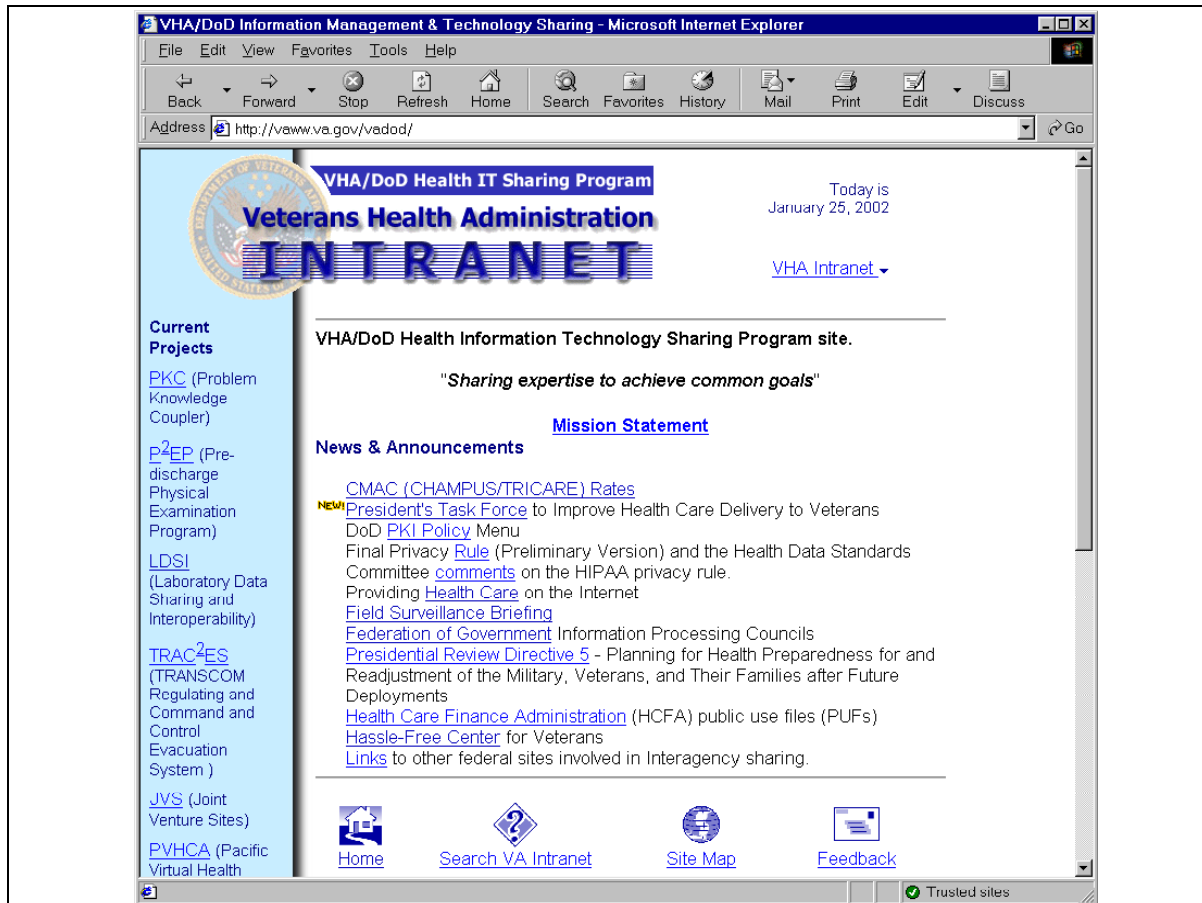 VHA/DoD Information Management & Technology Sharing - Microsoft Internet Explorer
File Edit View Favorites Tools Help
Back Forward Stop Refresh Home Search Favorites History Mail Print Edit Discuss
Address http://vaww.va.gov/vadod/ Go
VHA/DoD Health IT Sharing Program
Veterans Health Administration
INTRANET
Today is
January 25, 2002
VHA Intranet
Current
Projects
PKC (Problem
Knowledge
Coupler)
P2EP (Pre-
discharge
Physical
Examination
Program)
LDSI
(Laboratory Data
Sharing and
Interoperability)
TRAC2ES
(TRANSCOM
Regulating and
Command and
Control
Evacuation
System )
JVS (Joint
Venture Sites)
PVHCA (Pacific
Virtual Health
VHA/DoD Health Information Technology Sharing Program site.
"Sharing expertise to achieve common goals"
Mission Statement
News & Announcements
CMAC (CHAMPUS/TRICARE) Rates
NEW! President's Task Force to Improve Health Care Delivery to Veterans
DoD PKI Policy Menu
Final Privacy Rule (Preliminary Version) and the Health Data Standards
Committee comments on the HIPAA privacy rule.
Providing Health Care on the Internet
Field Surveillance Briefing
Federation of Government Information Processing Councils
Presidential Review Directive 5 - Planning for Health Preparedness for and
Readjustment of the Military, Veterans, and Their Families after Future
Deployments
Health Care Finance Administration (HCFA) public use files (PUFs)
Hassle-Free Center for Veterans
Links to other federal sites involved in Interagency sharing.
Home Search VA Intranet Site Map Feedback
Trusted sites